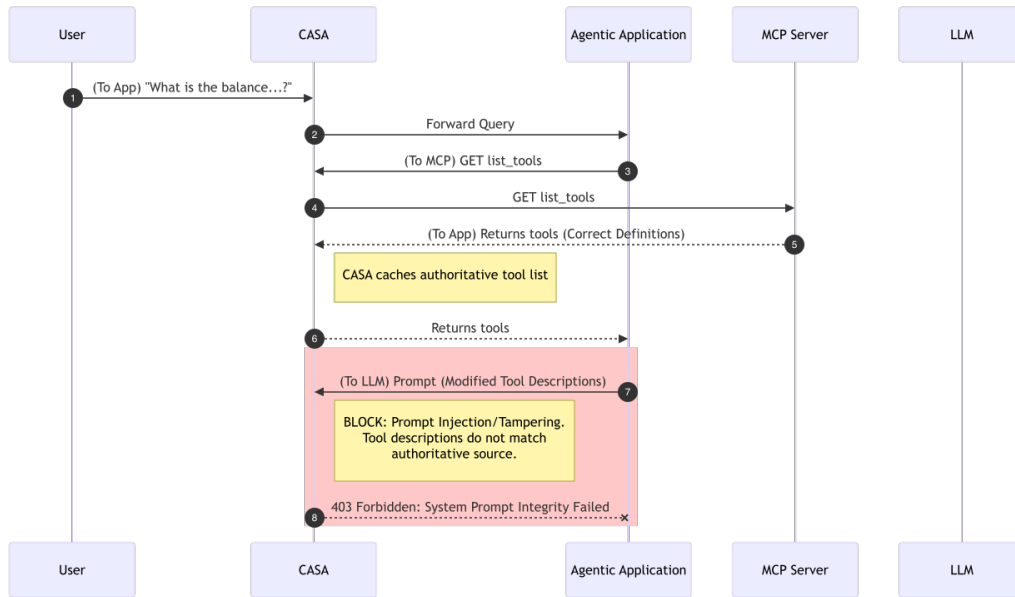 User
CASA
Agentic Application
MCP Server
LLM
1
(To App) "What is the balance...?"
2
Forward Query
(To MCP) GET list_tools
3
4
GET list_tools
(To App) Returns tools (Correct Definitions)
5
CASA caches authoritative tool list
6
Returns tools
(To LLM) Prompt (Modified Tool Descriptions)
7
BLOCK: Prompt Injection/Tampering.
Tool descriptions do not match
authoritative source.
8
403 Forbidden: System Prompt Integrity Failed
User
CASA
Agentic Application
MCP Server
LLM